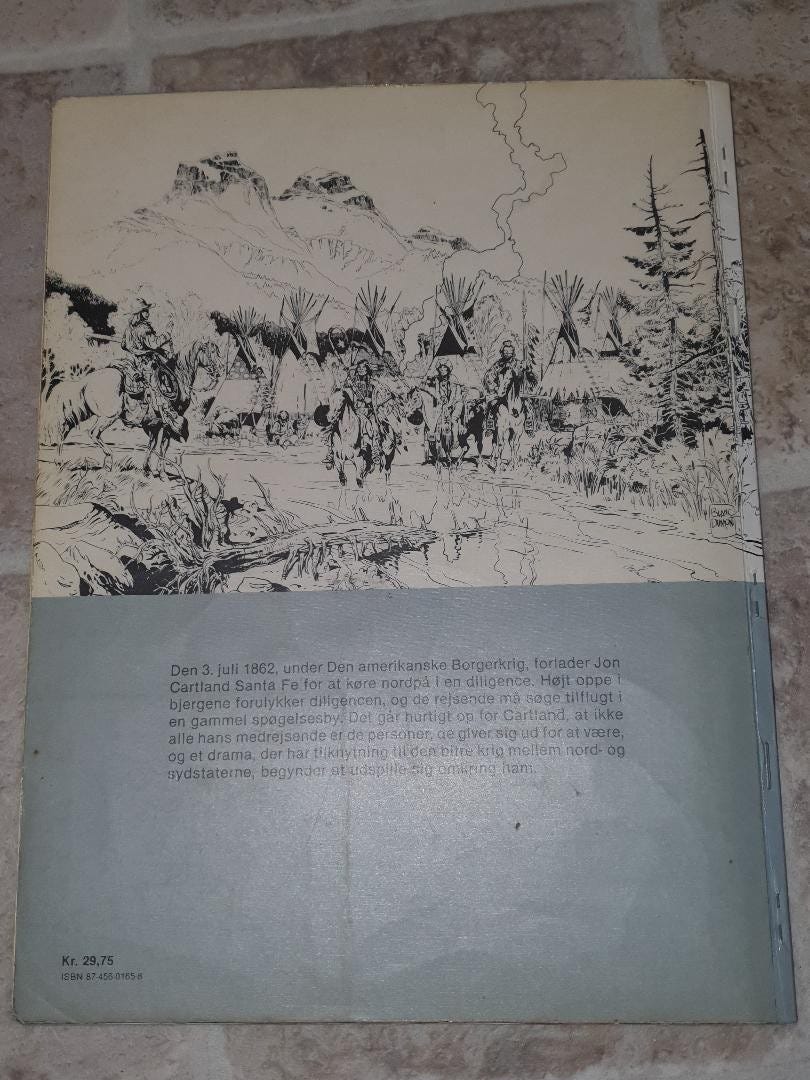 BLANC
DUMONT
Den 3. juli 1862, under Den amerikanske Borgerkrig, forlader Jon
Cartland Santa Fe for at køre nordpå i en diligence. Højt oppe i
bjergene forulykker diligencen, og de rejsende må søge tilflugt i
en gammel spøgelsesby. Det går hurtigt op for Cartland, at ikke
alle hans medrejsende er de personer, de giver sig ud for at være,
og et drama, der har tilknytning til den bitre krig mellem nord- og
sydstaterne, begynder at udspille sig omkring ham.
Kr. 29,75
ISBN 87-456-0165-8